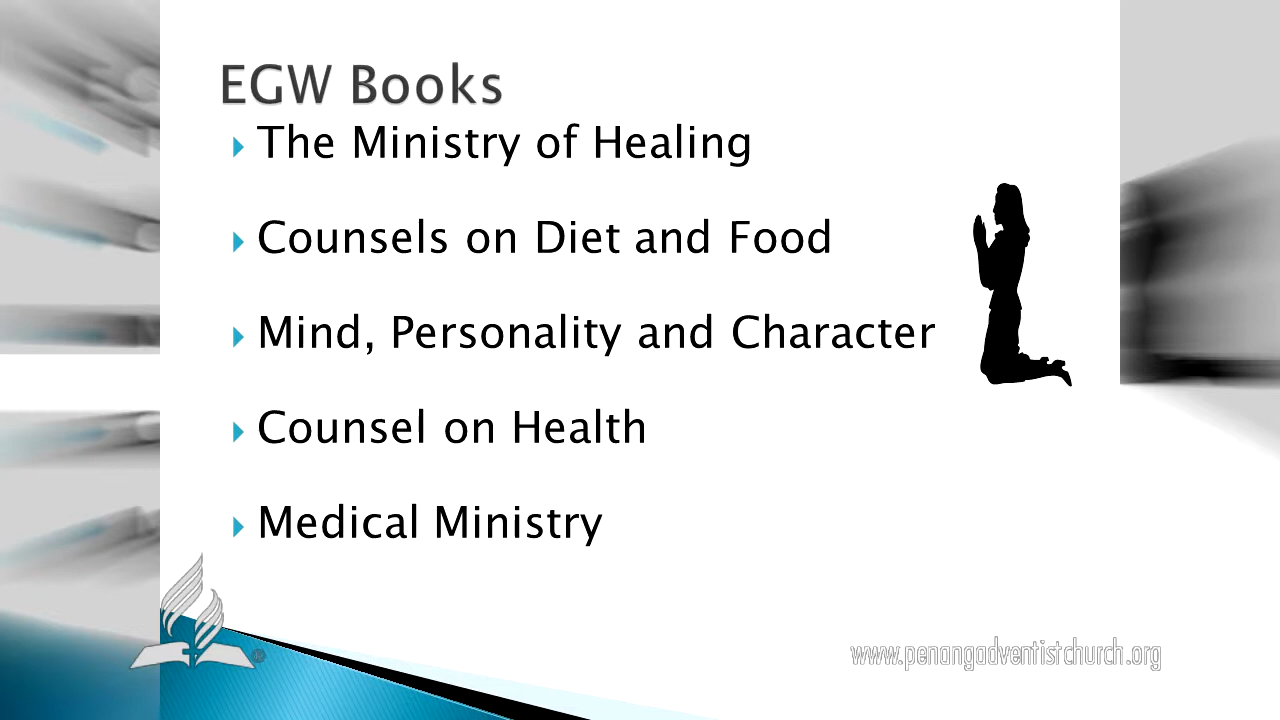 EGW Books
The Ministry of Healing
Counsels on Diet and Food
Mind, Personality and Character
Counsel on Health
Medical Ministry
®
www.penangadventistchurch.org